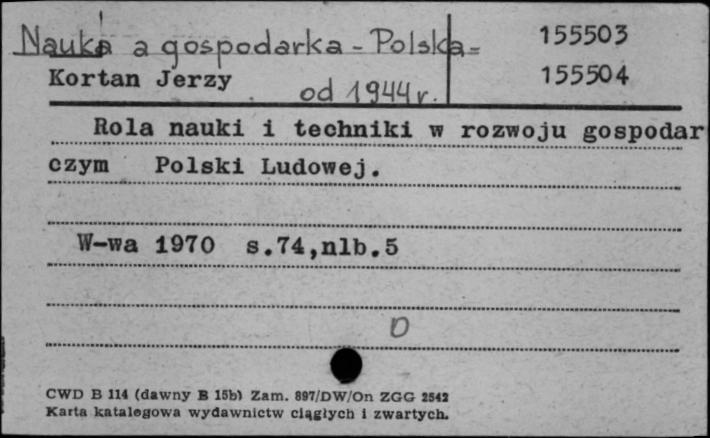 Nauka a gospodarka - Polska - 155503
Kortan Jerzy od 1944 r. 155504
Rola nauki i techniki w rozwoju gospodar
czym Polski Ludowej.
W-wa 1970 s.74,nlb.5
D
CWD B 114 (dawny B 15b) Zam. 897/DW/On ZGG 2542
Karta katalogowa wydawnictw ciągłych i zwartych.